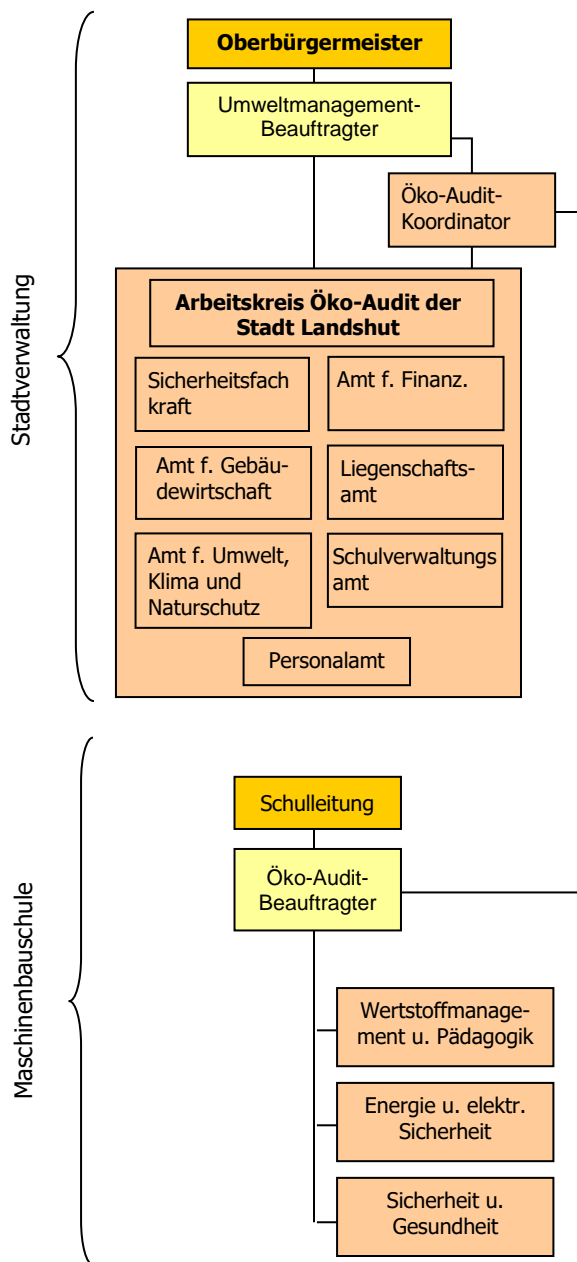 Stadtverwaltung
Oberbürgermeister
Umweltmanagement-
Beauftragter
Öko-Audit-
Koordinator
Arbeitskreis Öko-Audit der
Stadt Landshut
Sicherheitsfach
kraft
Amt f. Finanz.
Amt f. Gebäu-
dewirtschaft
Liegenschafts-
amt
Amt f. Umwelt,
Klima und
Naturschutz
Schulverwaltungs
amt
Personalamt
Maschinenbauschule
Schulleitung
Öko-Audit-
Beauftragter
Wertstoffmanage-
ment u. Pädagogik
Energie u. elektr.
Sicherheit
Sicherheit u.
Gesundheit